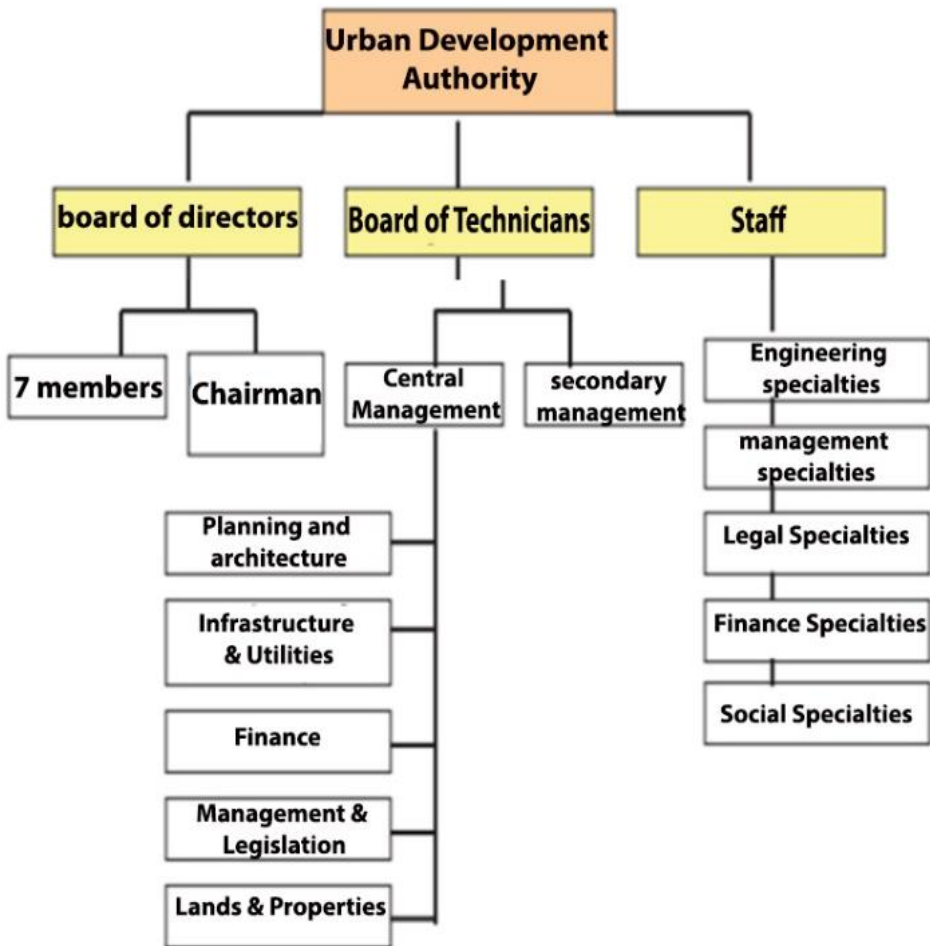 Urban Development
Authority
board of directors
Board of Technicians
Staff
7 members
Chairman
Central
Management
secondary
management
Engineering
specialties
management
specialties
Legal Specialties
Finance Specialties
Social Specialties
Planning and
architecture
Infrastructure
& Utilities
Finance
Management &
Legislation
Lands & Properties